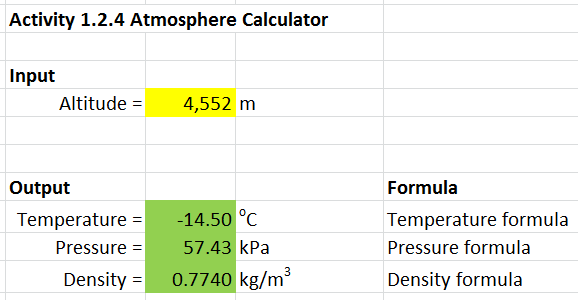 Activity 1.2.4 Atmosphere Calculator
Input
Altitude = 4,552 m
Output Formula
Temperature = -14.50 °C Temperature formula
Pressure = 57.43 kPa Pressure formula
Density = 0.7740 kg/m³ Density formula